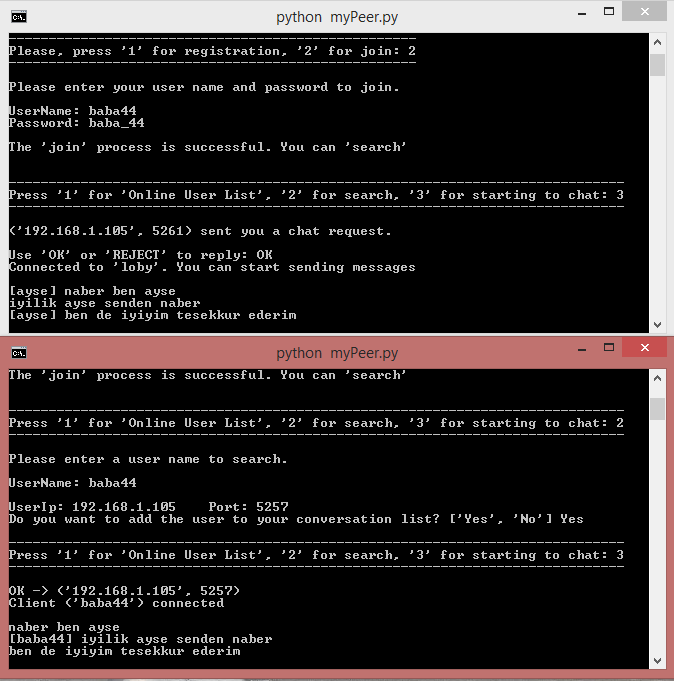 python  myPeer.py
---------------------------------------------------
Please, press '1' for registration, '2' for join: 2
---------------------------------------------------
Please enter your user name and password to join.
UserName: baba44
Password: baba_44
The 'join' process is successful. You can 'search'
-----------------------------------------------------------------------------
Press '1' for 'Online User List', '2' for search, '3' for starting to chat: 3
-----------------------------------------------------------------------------
('192.168.1.105', 5261) sent you a chat request.
Use 'OK' or 'REJECT' to reply: OK
Connected to 'loby'. You can start sending messages
[ayse] naber ben ayse
iyilik ayse senden naber
[ayse] ben de iyiyim tesekkur ederim
python  myPeer.py
The 'join' process is successful. You can 'search'
-----------------------------------------------------------------------------
Press '1' for 'Online User List', '2' for search, '3' for starting to chat: 2
-----------------------------------------------------------------------------
Please enter a user name to search.
UserName: baba44
UserIp: 192.168.1.105    Port: 5257
Do you want to add the user to your conversation list? ['Yes', 'No'] Yes
-----------------------------------------------------------------------------
Press '1' for 'Online User List', '2' for search, '3' for starting to chat: 3
-----------------------------------------------------------------------------
OK -> ('192.168.1.105', 5257)
Client ('baba44') connected
naber ben ayse
[baba44] iyilik ayse senden naber
ben de iyiyim tesekkur ederim